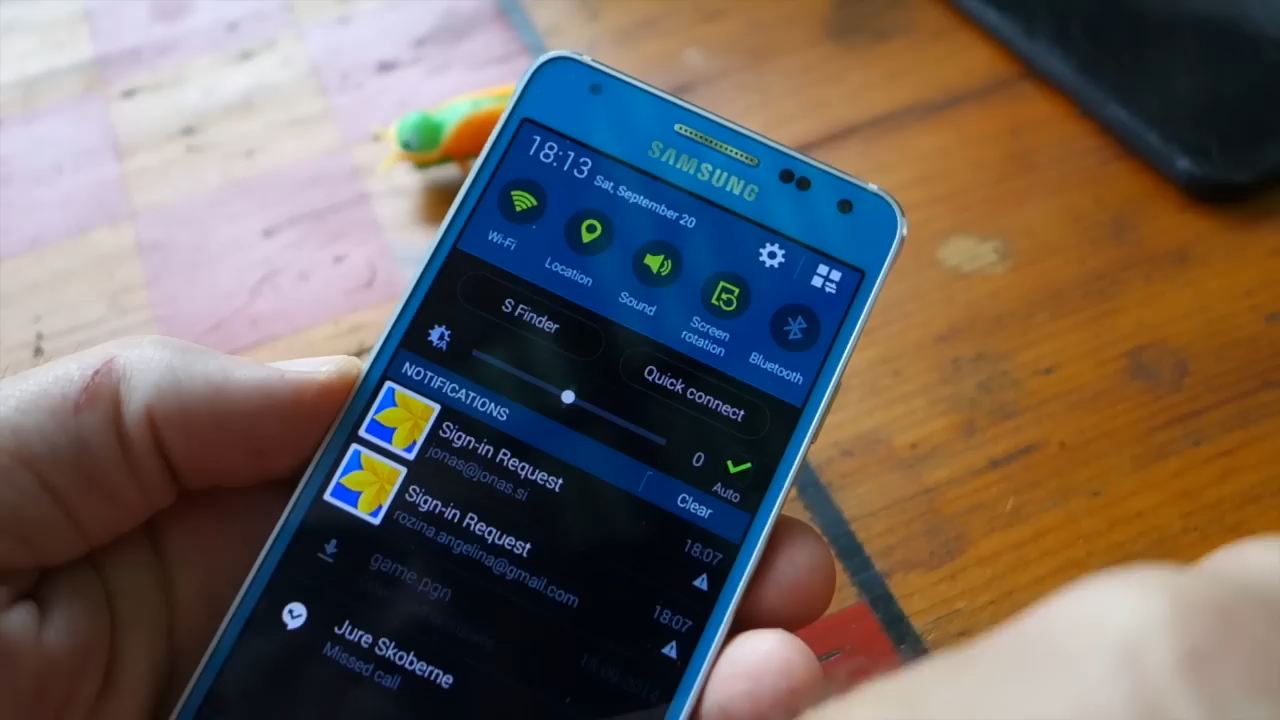 SAMSUNG
18:13 Sat, September 20
Wi-Fi
Location
Sound
Screen
rotation
Bluetooth
S Finder
Quick connect
0
Auto
NOTIFICATIONS
Clear
Sign-in Request
jonas@jonas.si
18:07
Sign-in Request
rozina.angelina@gmail.com
18:07
game.pgn
Jure Skoberne
Missed call